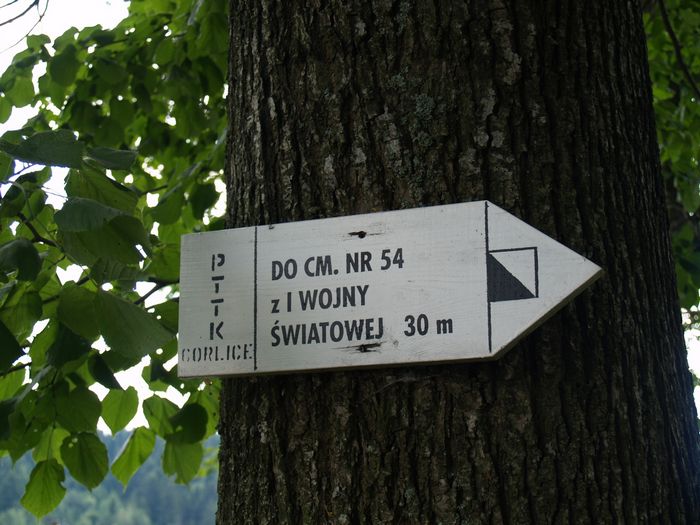 PTTK
GORLICE
DO CM. NR 54
z I WOJNY
ŚWIATOWEJ 30 m